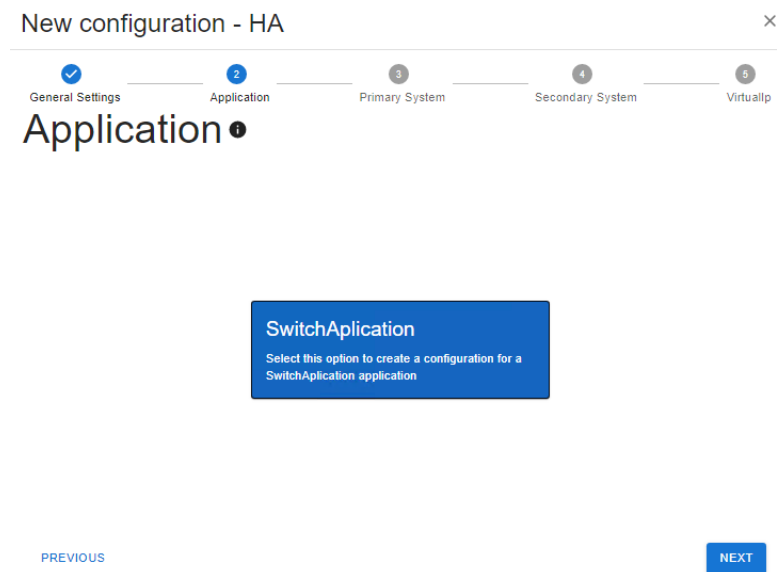 New configuration - HA
×
2
3
4
5
General Settings
Application
Primary System
Secondary System
VirtualIp
Application
Select this option to create a configuration for a
SwitchAplication
SwitchAplication application
PREVIOUS
NEXT